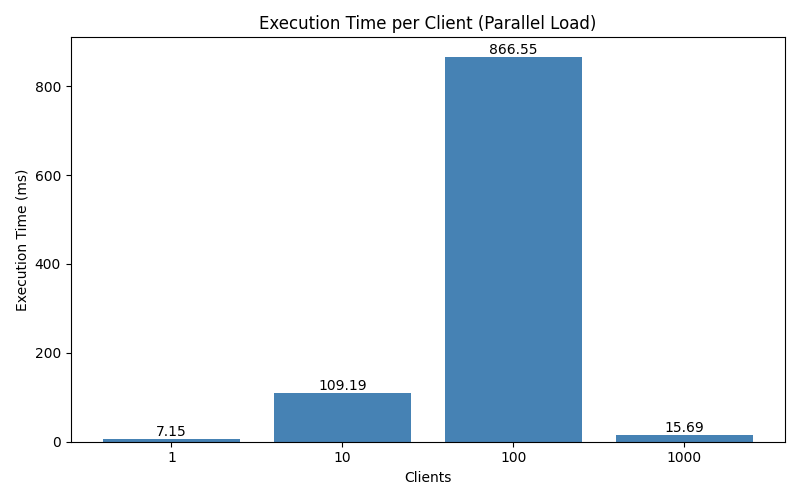 Execution Time per Client (Parallel Load)
866.55
800
600
Execution Time (ms)
400
200
109.19
15.69
7.15
0
1 10 100 1000
Clients